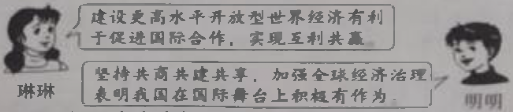 建设更高水平开放型世界经济有利
于促进国际合作，实现互利共赢
琳琳
坚持共商共建共享，加强全球经济治理
表明我国在国际舞台上积极有作为
明明